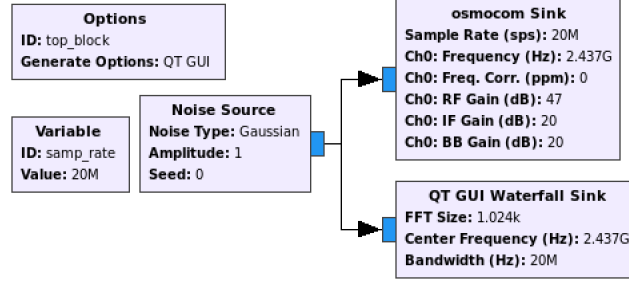 Options
ID: top_block
Generate Options: QT GUI
Variable
ID: samp_rate
Value: 20M
Noise Source
Noise Type: Gaussian
Amplitude: 1
Seed: 0
osmocom Sink
Sample Rate (sps): 20M
Ch0: Frequency (Hz): 2.437G
Ch0: Freq. Corr. (ppm): 0
Ch0: RF Gain (dB): 47
Ch0: IF Gain (dB): 20
Ch0: BB Gain (dB): 20
QT GUI Waterfall Sink
FFT Size: 1.024k
Center Frequency (Hz): 2.437G
Bandwidth (Hz): 20M